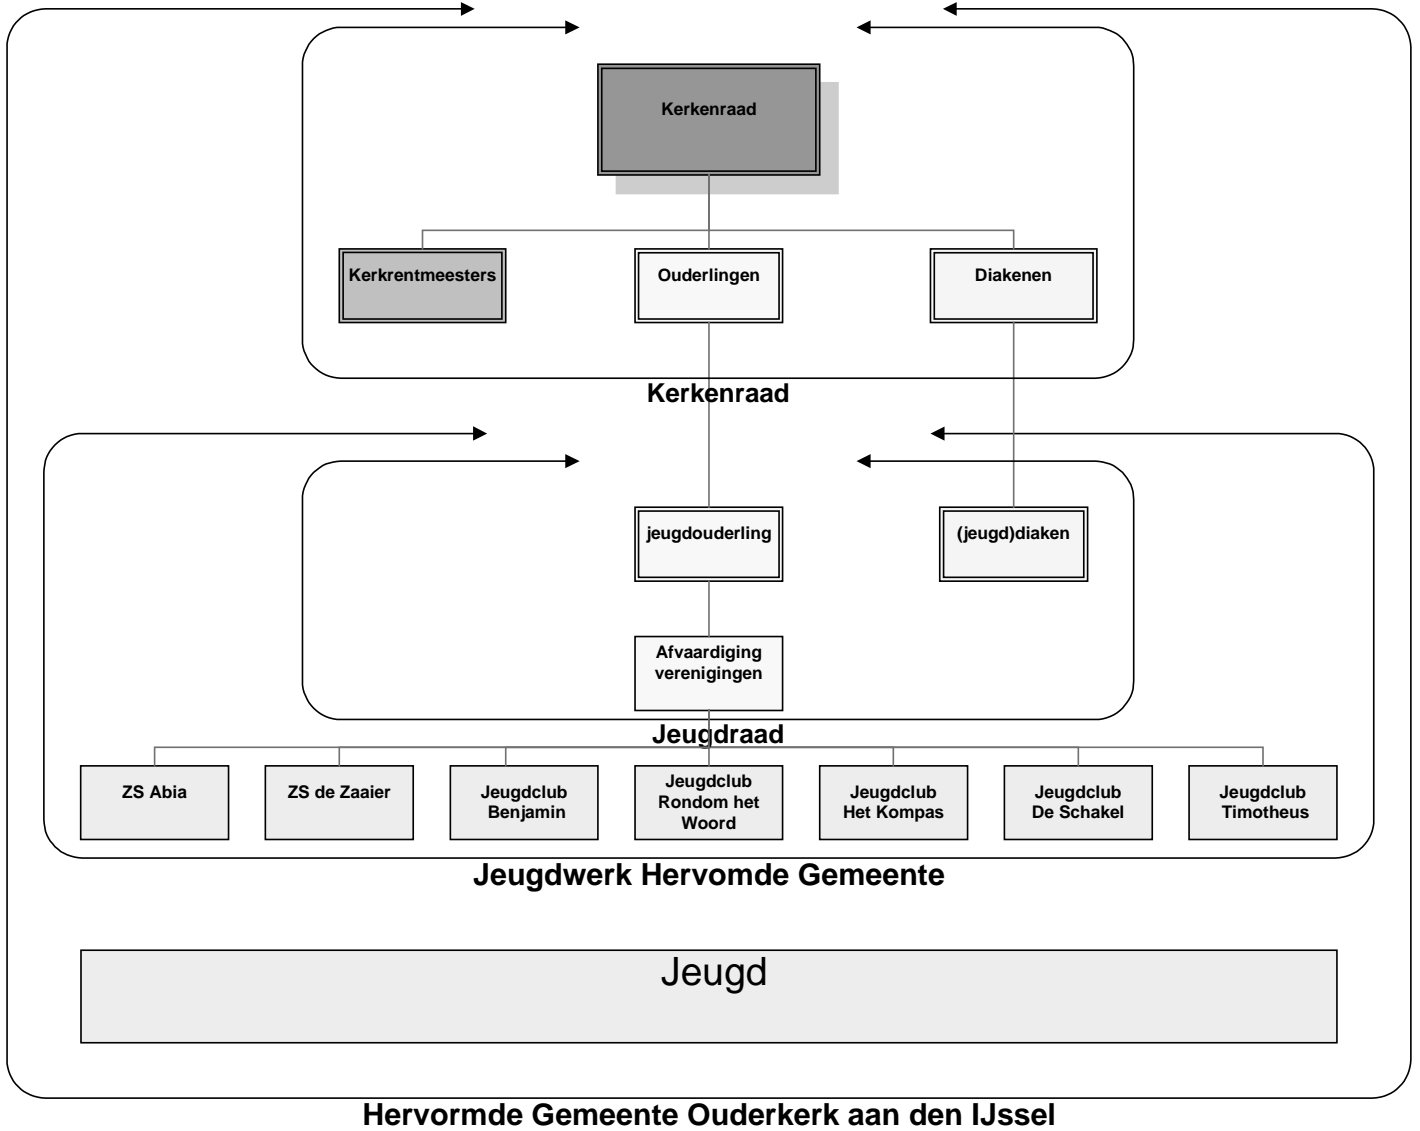 Kerkenraad
Kerkrentmeesters
Ouderlingen
Diakenen
Kerkenraad
jeugdouderling
(jeugd)diaken
Afvaardiging
verenigingen
Jeugdraad
ZS Abia
ZS de Zaaier
Jeugdclub
Benjamin
Jeugdclub
Rondom het
Woord
Jeugdclub
Het Kompas
Jeugdclub
De Schakel
Jeugdclub
Timotheus
Jeugdwerk Hervomde Gemeente
Jeugd
Hervormde Gemeente Ouderkerk aan den IJssel